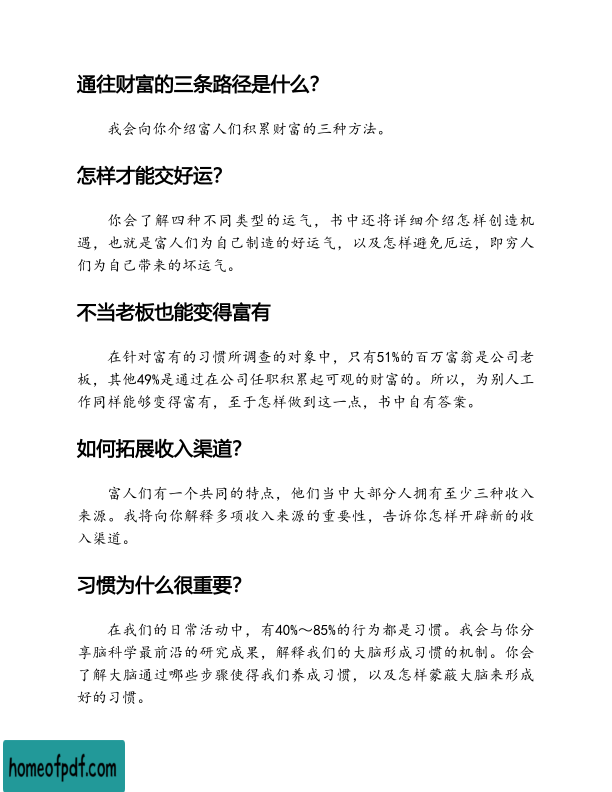 通往财富的三条路径是什么?
我会向你介绍富人们积累财富的三种方法。
怎样才能交好运?
你会了解四种不同类型的运气，书中还将详细介绍怎样创造机
遇，也就是富人们为自己制造的好运气，以及怎样避免厄运，即穷人
们为自己带来的坏运气。
不当老板也能变得富有
在针对富有的习惯所调查的对象中，只有51%的百万富翁是公司老
板，其他49%是通过在公司任职积累起可观的财富的。所以，为别人工
作同样能够变得富有，至于怎样做到这一点，书中自有答案。
如何拓展收入渠道?
富人们有一个共同的特点，他们当中大部分人拥有至少三种收入
来源。我将向你解释多项收入来源的重要性，告诉你怎样开辟新的收
入渠道。
习惯为什么很重要?
在我们的日常活动中，有40%～85%的行为都是习惯。我会与你分
享脑科学最前沿的研究成果，解释我们的大脑形成习惯的机制。你会
了解大脑通过哪些步骤使得我们养成习惯，以及怎样蒙蔽大脑来形成
好的习惯。
homeofpdf.com